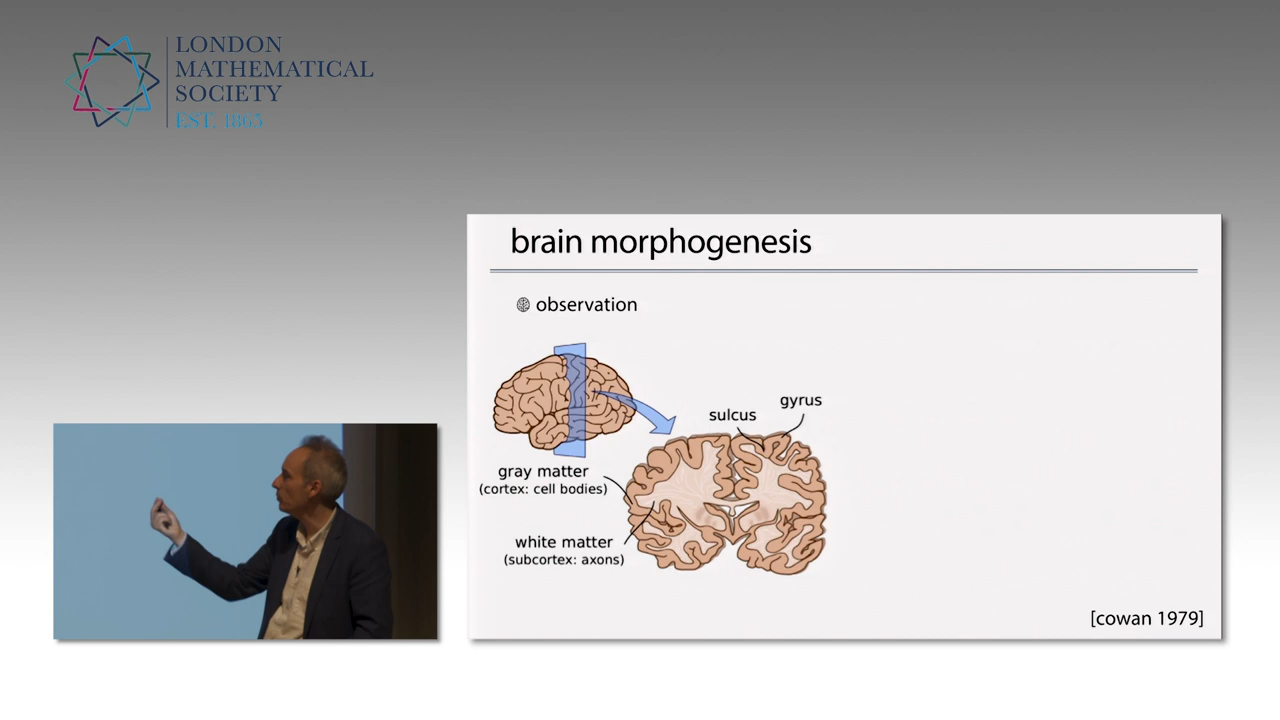 LONDON
MATHEMATICAL
SOCIETY
EST. 1865
brain morphogenesis
observation
gyrus
sulcus
gray matter
(cortex: cell bodies)
white matter
(subcortex: axons)
[cowan 1979]